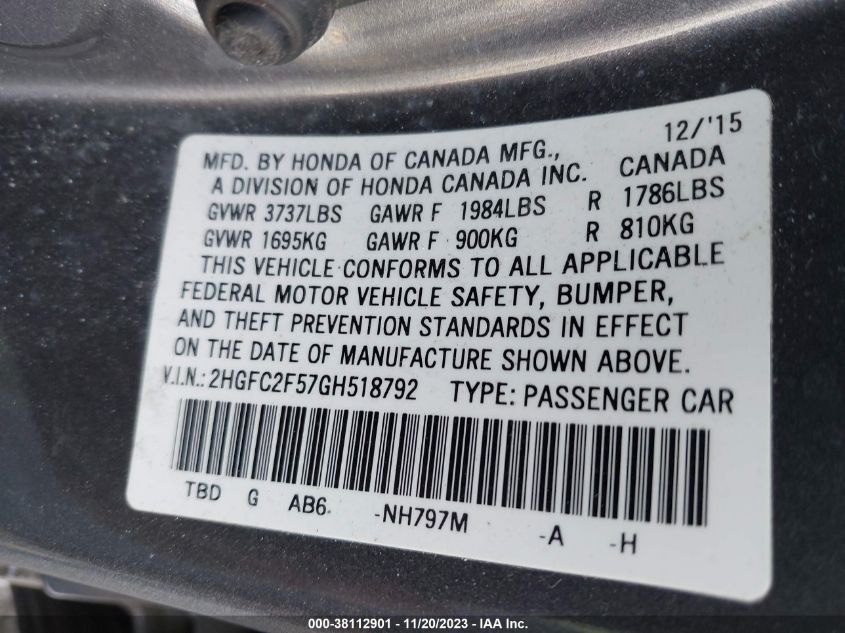 12/'15
MFD. BY HONDA OF CANADA MFG.,
A DIVISION OF HONDA CANADA INC. CANADA
GVWR 3737LBS GAWR F 1984LBS R 1786LBS
GVWR 1695KG GAWR F 900KG R 810KG
THIS VEHICLE CONFORMS TO ALL APPLICABLE
FEDERAL MOTOR VEHICLE SAFETY, BUMPER,
AND THEFT PREVENTION STANDARDS IN EFFECT
ON THE DATE OF MANUFACTURE SHOWN ABOVE.
V.I.N.: 2HGFC2F57GH518792 TYPE: PASSENGER CAR
TBD G AB6 -NH797M -A -H
000-38112901 - 11/20/2023 - IAA Inc.